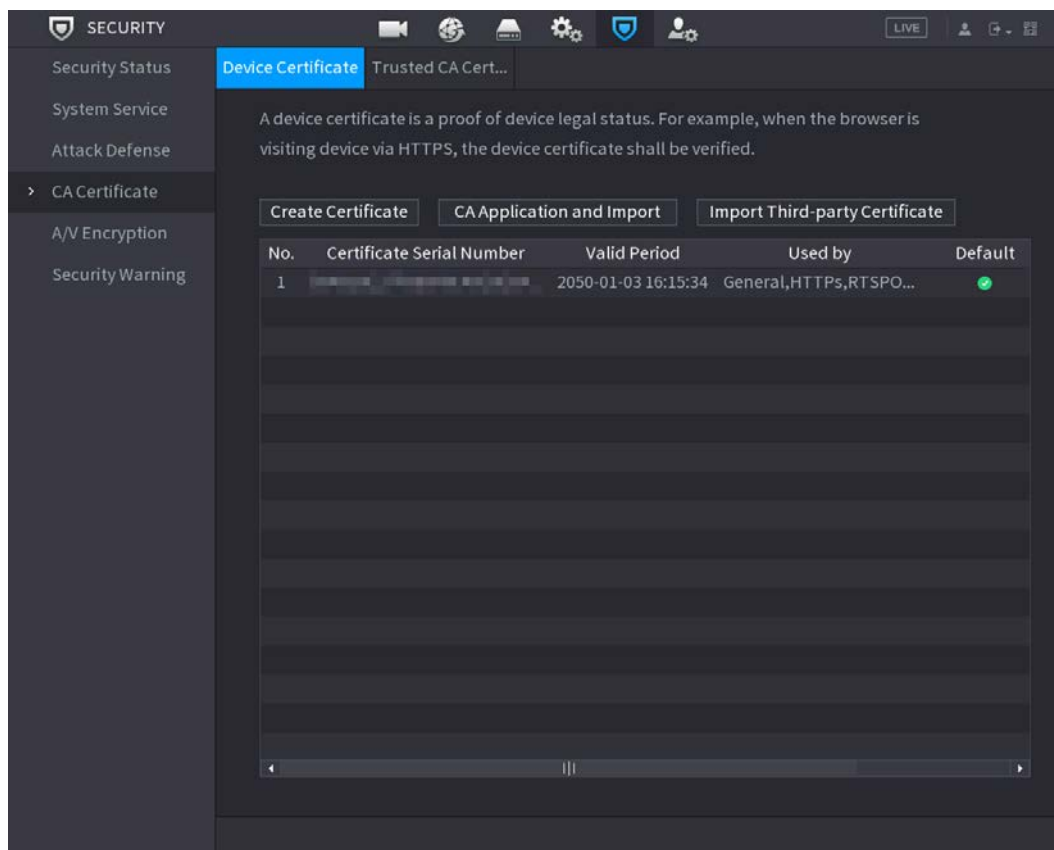 SECURITY
LIVE
Security Status
System Service
Attack Defense
CA Certificate
A/V Encryption
Security Warning
Device Certificate Trusted CA Cert...
A device certificate is a proof of device legal status. For example, when the browser is
visiting device via HTTPS, the device certificate shall be verified.
Create Certificate CA Application and Import Import Third-party Certificate
No. Certificate Serial Number Valid Period Used by Default
1 2050-01-03 16:15:34 General,HTTPs,RTSPO...